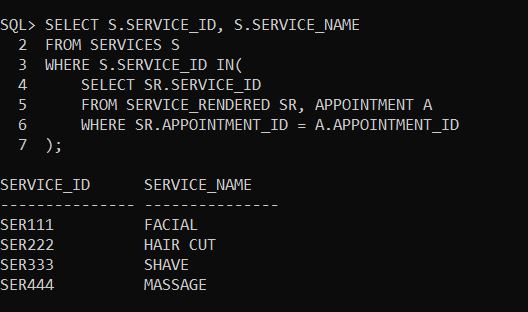 SQL> SELECT S.SERVICE_ID, S.SERVICE_NAME
  2  FROM SERVICES S
  3  WHERE S.SERVICE_ID IN(
  4      SELECT SR.SERVICE_ID
  5      FROM SERVICE_RENDERED SR, APPOINTMENT A
  6      WHERE SR.APPOINTMENT_ID = A.APPOINTMENT_ID
  7  );
SERVICE_ID      SERVICE_NAME
--------------- ---------------
SER111          FACIAL
SER222          HAIR CUT
SER333          SHAVE
SER444          MASSAGE